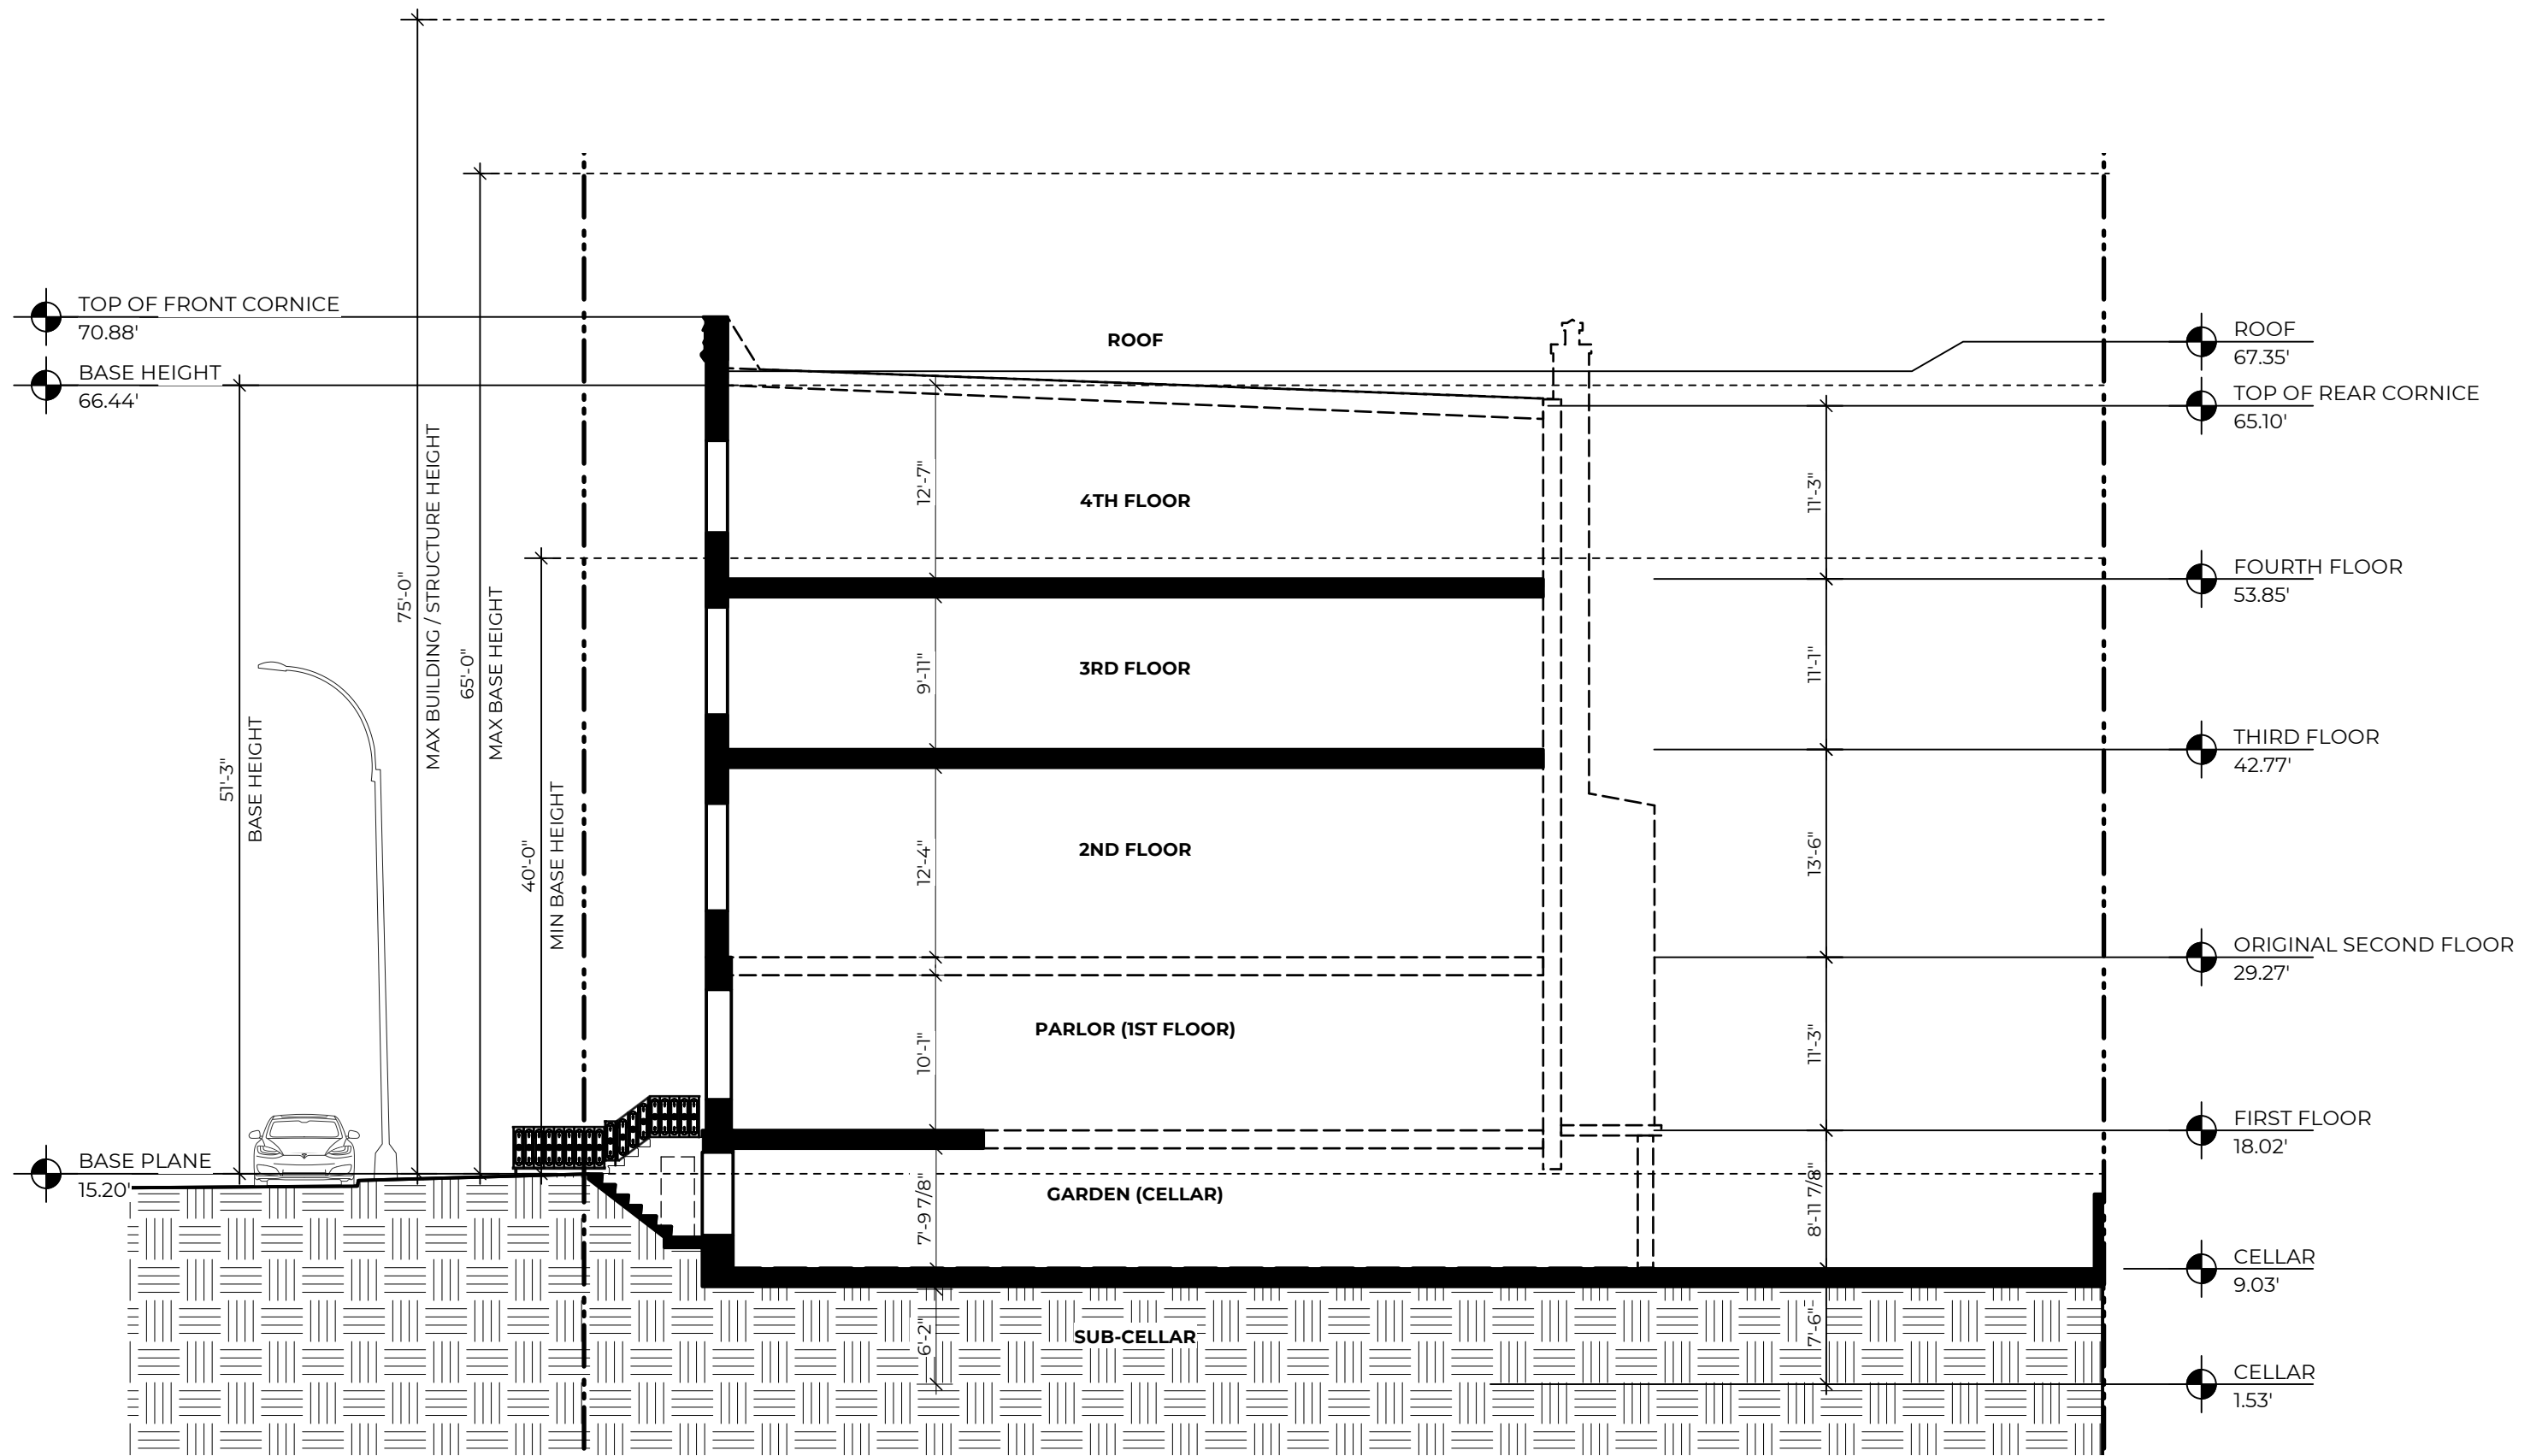 TOP OF FRONT CORNICE
70.88'
BASE HEIGHT
66.44'
51'-3"
BASE HEIGHT
75'-0"
MAX BUILDING / STRUCTURE HEIGHT
65'-0"
MAX BASE HEIGHT
40'-0"
MIN BASE HEIGHT
BASE PLANE
15.20'
ROOF
4TH FLOOR
3RD FLOOR
2ND FLOOR
PARLOR (1ST FLOOR)
GARDEN (CELLAR)
SUB-CELLAR
12'-7"
9'-11"
12'-4"
10'-1"
7'-9 7/8"
6'-2"
11'-3"
11'-1"
13'-6"
11'-3"
8'-11 7/8"
7'-6"
ROOF
67.35'
TOP OF REAR CORNICE
65.10'
FOURTH FLOOR
53.85'
THIRD FLOOR
42.77'
ORIGINAL SECOND FLOOR
29.27'
FIRST FLOOR
18.02'
CELLAR
9.03'
CELLAR
1.53'